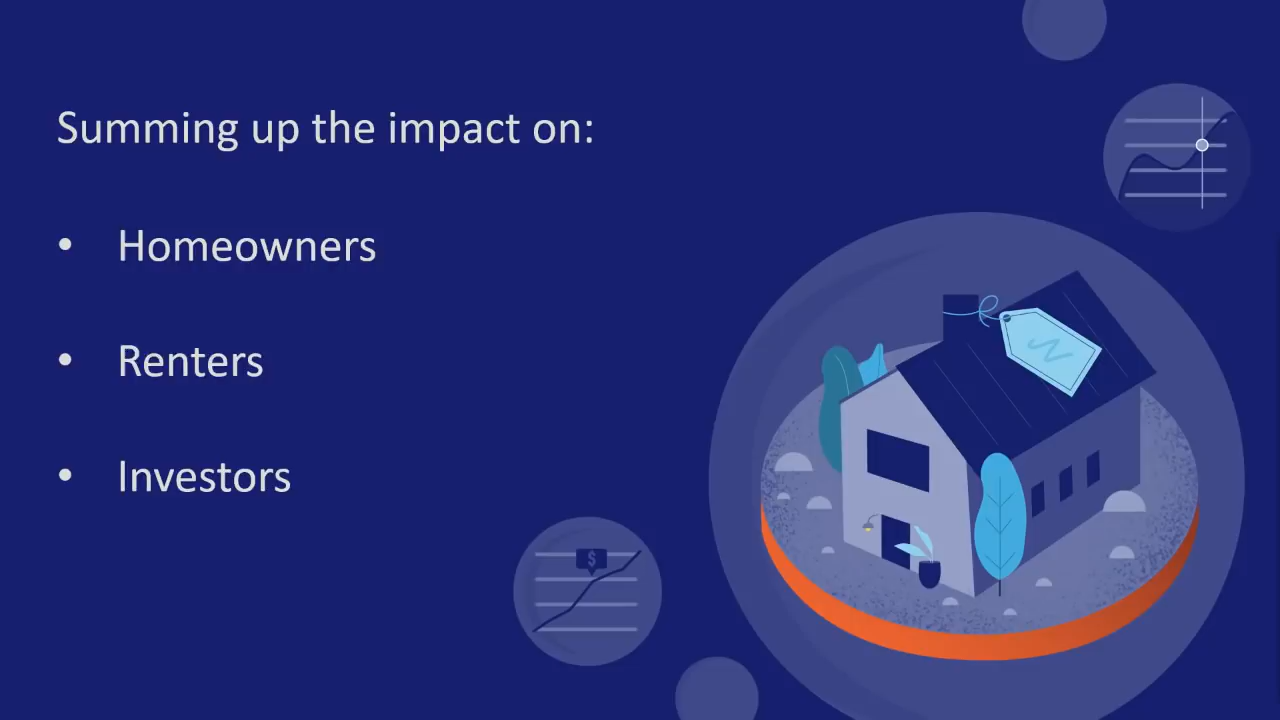 Summing up the impact on:
• Homeowners
• Renters
• Investors
$